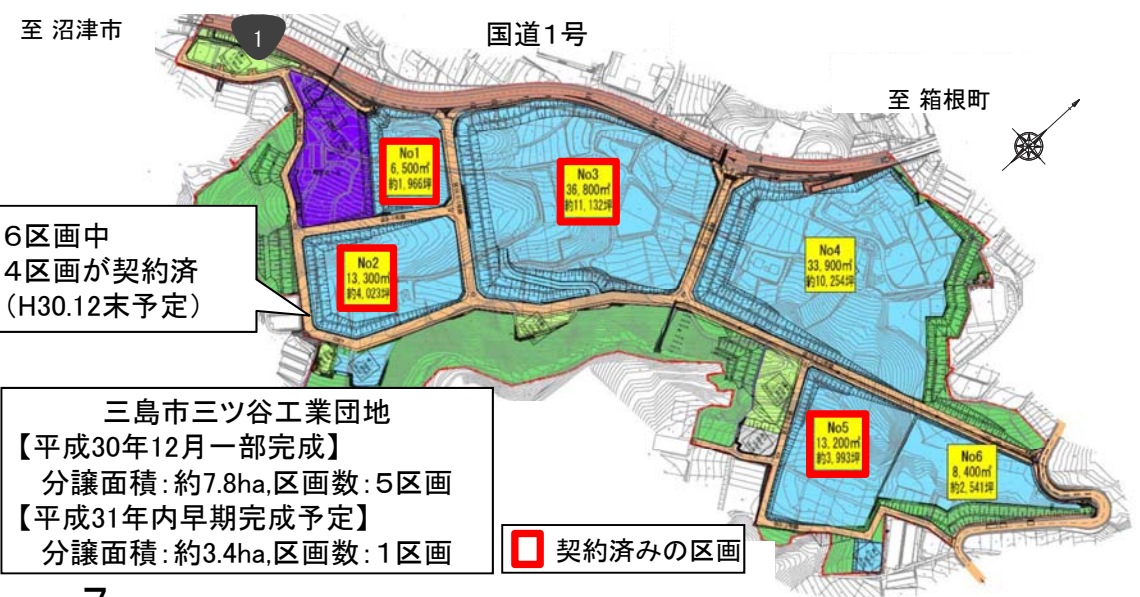 至 沼津市
1
国道1号
至 箱根町
No1
6,500㎡
約1,966坪
No3
36,800㎡
約11,132坪
No4
33,900㎡
約10,254坪
No2
13,300㎡
約4,023坪
6区画中
4区画が契約済
(H30.12末予定)
No5
13,200㎡
約3,993坪
No6
8,400㎡
約2,541坪
三島市三ツ谷工業団地
【平成30年12月一部完成】
分譲面積:約7.8ha,区画数:5区画
【平成31年内早期完成予定】
分譲面積:約3.4ha,区画数:1区画
契約済みの区画
7